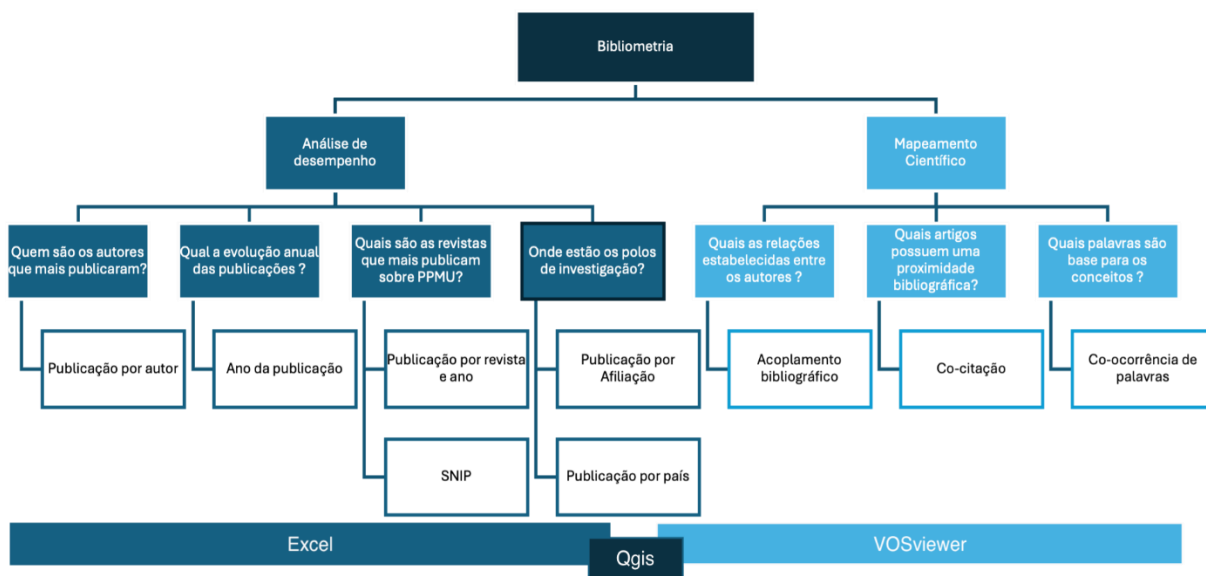 Bibliometria
Análise de
desempenho
Mapeamento
Científico
Quem são os autores
que mais publicaram?
Qual a evolução anual
das publicações ?
Quais são as revistas
que mais publicam
sobre PPMU?
Onde estão os polos
de investigação?
Quais as relações
estabelecidas entre
os autores ?
Quais artigos
possuem uma
proximidade
bibliográfica?
Quais palavras são
base para os
conceitos ?
Publicação por autor
Ano da publicação
Publicação por revista
e ano
Publicação por
Afiliação
Acoplamento
bibliográfico
Co-citação
Co-ocorrência de
palavras
SNIP
Publicação por país
Excel
Qgis
VOSviewer